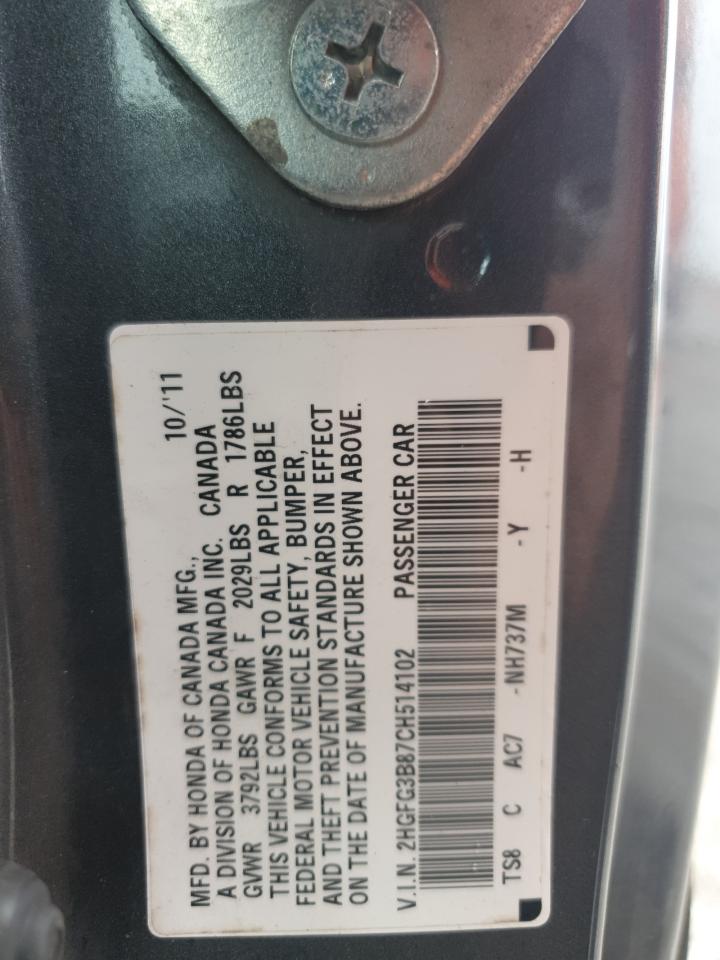 MFD. BY HONDA OF CANADA MFG., 10/'11
A DIVISION OF HONDA CANADA INC. CANADA
GVWR 3792LBS GAWR F 2029LBS R 1786LBS
THIS VEHICLE CONFORMS TO ALL APPLICABLE
FEDERAL MOTOR VEHICLE SAFETY, BUMPER,
AND THEFT PREVENTION STANDARDS IN EFFECT
ON THE DATE OF MANUFACTURE SHOWN ABOVE.
V.I.N. 2HGFG3B87CH514102 PASSENGER CAR
TS8 C AC7 -NH737M -Y -H